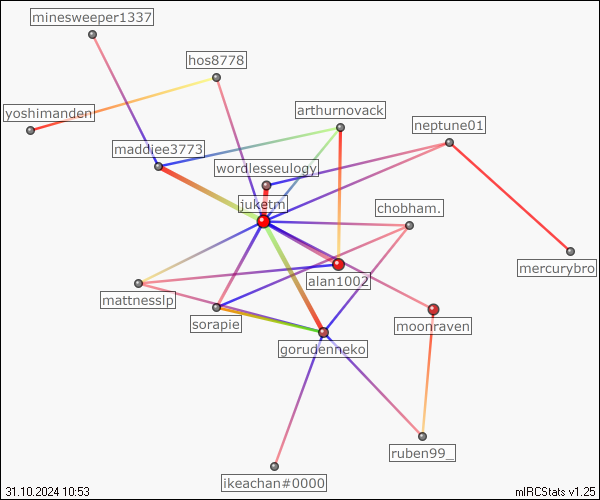 minesweeper1337
hos8778
yoshimanden
arthurnovack
neptune01
maddiee3773
wordlesseulogy
juketm
chobham.
mercurybro
alan1002
mattnesslp
sorapie
moonraven
gorudenneko
ruben99_
ikeachan#0000
31.10.2024 10:53
mIRCStats v1.25